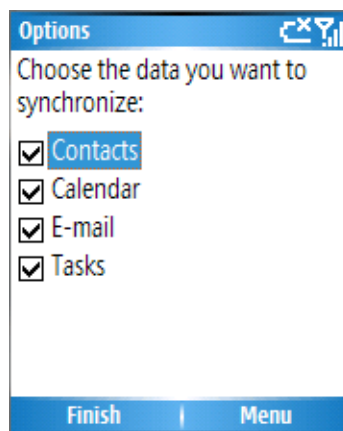 Options
Choose the data you want to
synchronize:
Contacts
Calendar
E-mail
Tasks
Finish Menu